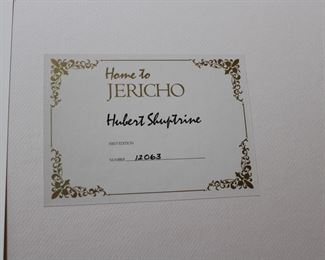 Home to
JERICHO
Hubert Shuptrine
FIRST EDITION
NUMBER 12063